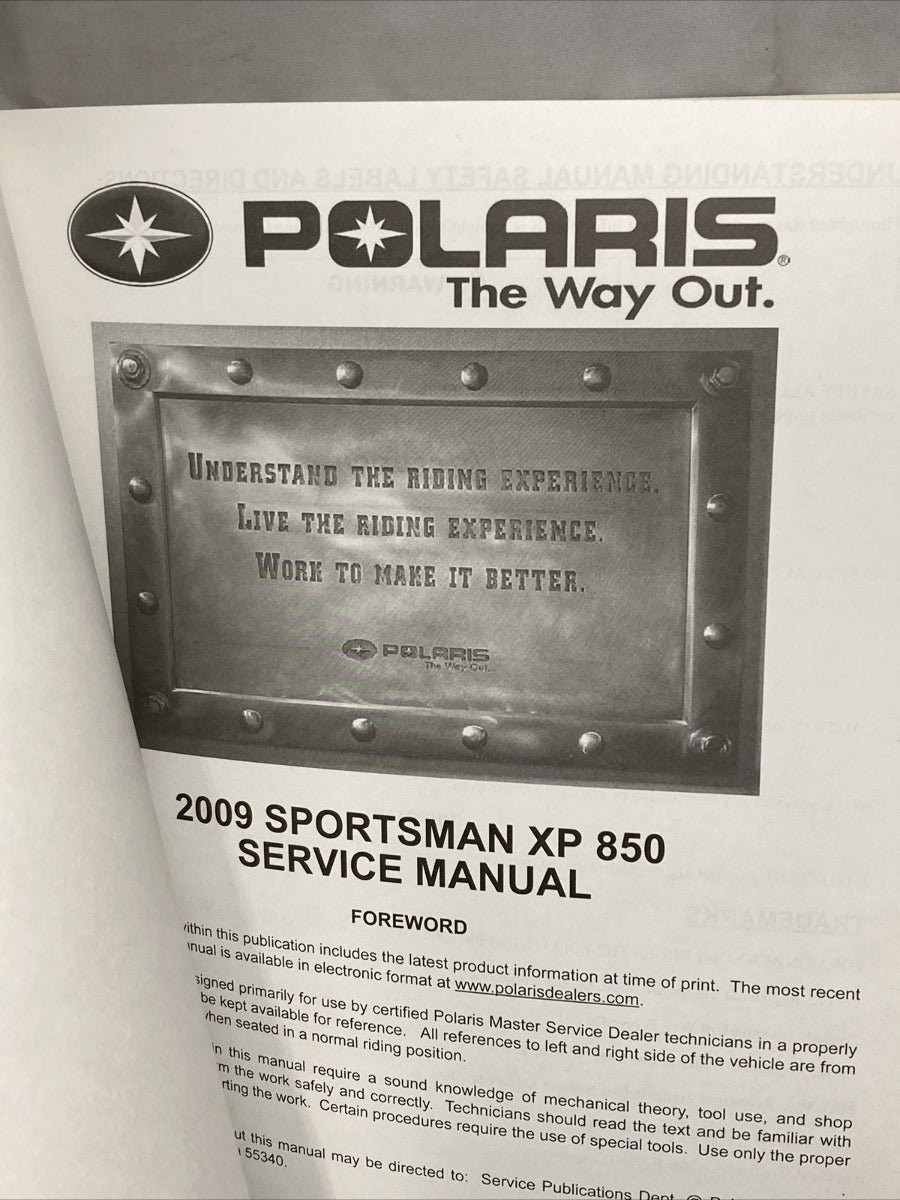 POLARIS®
The Way Out.
UNDERSTAND THE RIDING EXPERIENCE.
LIVE THE RIDING EXPERIENCE.
WORK TO MAKE IT BETTER.
POLARIS
The Way Out.
2009 SPORTSMAN XP 850
SERVICE MANUAL
FOREWORD
within this publication includes the latest product information at time of print. The most recent
is available in electronic format at www.polarisdealers.com.
primarily for use by certified Polaris Master Service Dealer technicians in a properly
be kept available for reference. All references to left and right side of the vehicle are from
when seated in a normal riding position.
in this manual require a sound knowledge of mechanical theory, tool use, and shop
the work safely and correctly. Technicians should read the text and be familiar with
the work. Certain procedures require the use of special tools. Use only the proper
this manual may be directed to: Service Publications Dept. @
55340.